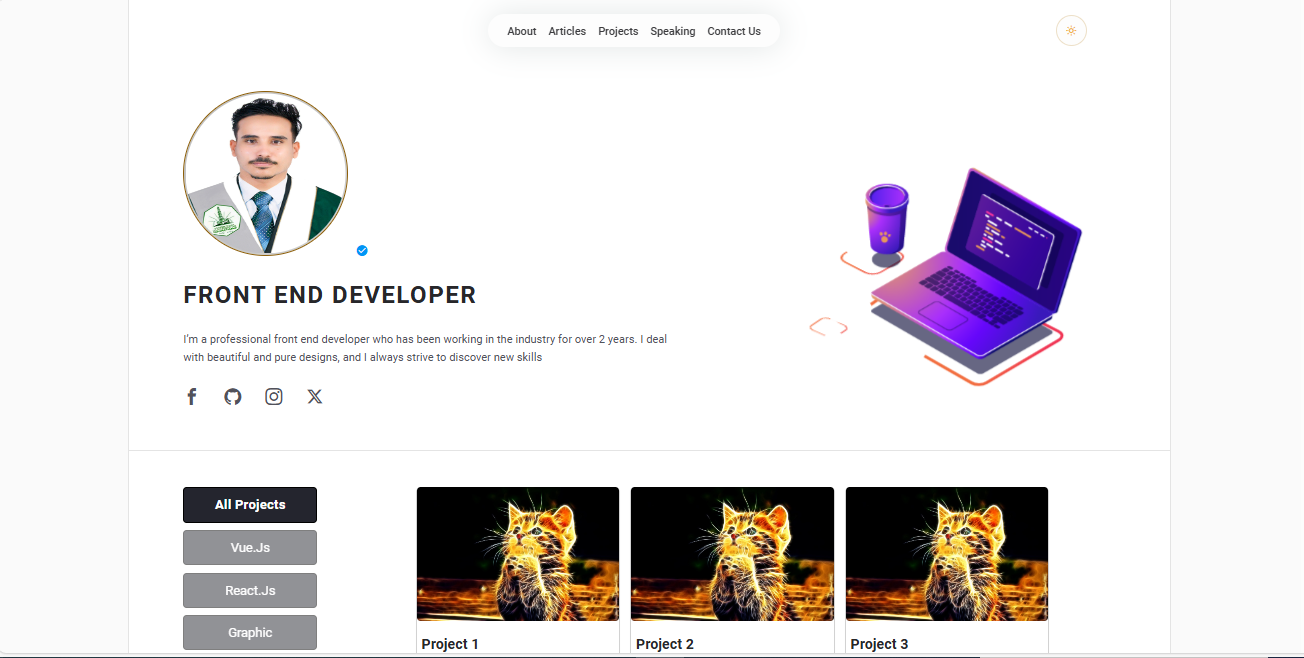 About Articles Projects Speaking Contact Us
FRONT END DEVELOPER
I'm a professional front end developer who has been working in the industry for over 2 years. I deal
with beautiful and pure designs, and I always strive to discover new skills
All Projects
Vue.Js
React.Js
Graphic
Project 1
Project 2
Project 3